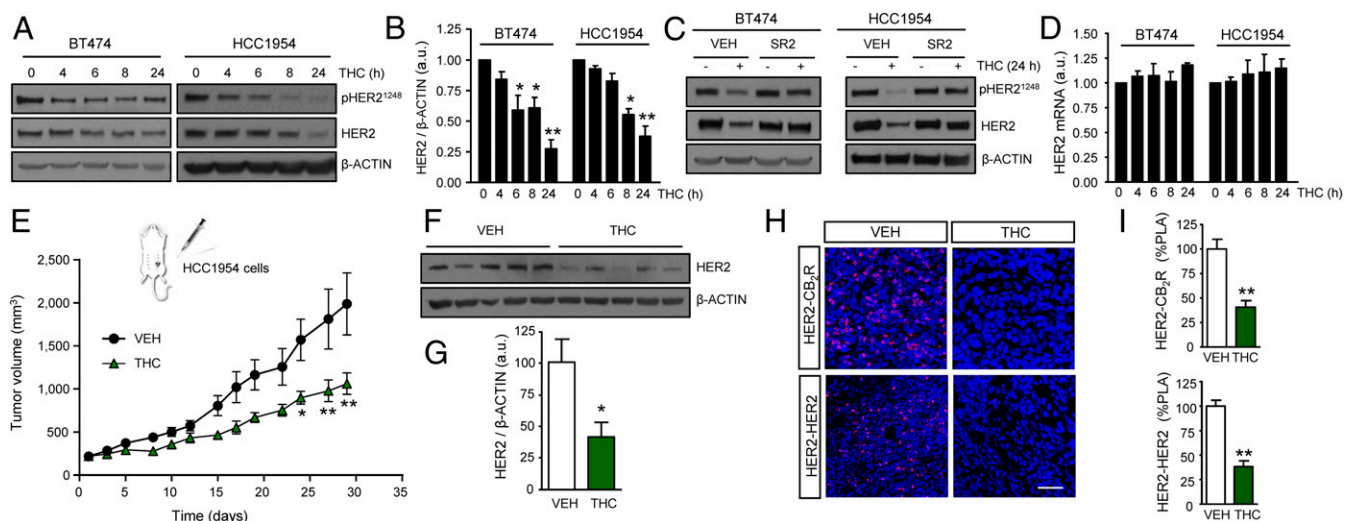 A
BT474
HCC1954
0 4 6 8 24
0 4 6 8 24
THC (h)
pHER2¹²⁴⁸
HER2
β-ACTIN
B
HER2 / β-ACTIN (a.u.)
BT474
HCC1954
1.00
0.75
0.50
0.25
0.00
* *
**
*
**
0 4 6 8 24
0 4 6 8 24
THC (h)
C
BT474
HCC1954
VEH SR2
VEH SR2
- + - +
THC (24 h)
- + - +
THC (24 h)
pHER2¹²⁴⁸
HER2
β-ACTIN
D
HER2 mRNA (a.u.)
BT474
HCC1954
1.25
1.00
0.75
0.50
0.25
0.00
0 4 6 8 24
0 4 6 8 24
THC (h)
E
HCC1954 cells
Tumor volume (mm³)
2,500
2,000
1,500
1,000
500
0
VEH
THC
* ** **
0 5 10 15 20 25 30 35
Time (days)
F
VEH
THC
HER2
β-ACTIN
G
HER2 / β-ACTIN (a.u.)
125
100
75
50
25
0
*
VEH THC
H
VEH
THC
HER2-CB₂R
HER2-HER2
I
HER2-CB₂R (%PLA)
125
100
75
50
25
0
**
VEH THC
HER2-HER2 (%PLA)
125
100
75
50
25
0
**
VEH THC